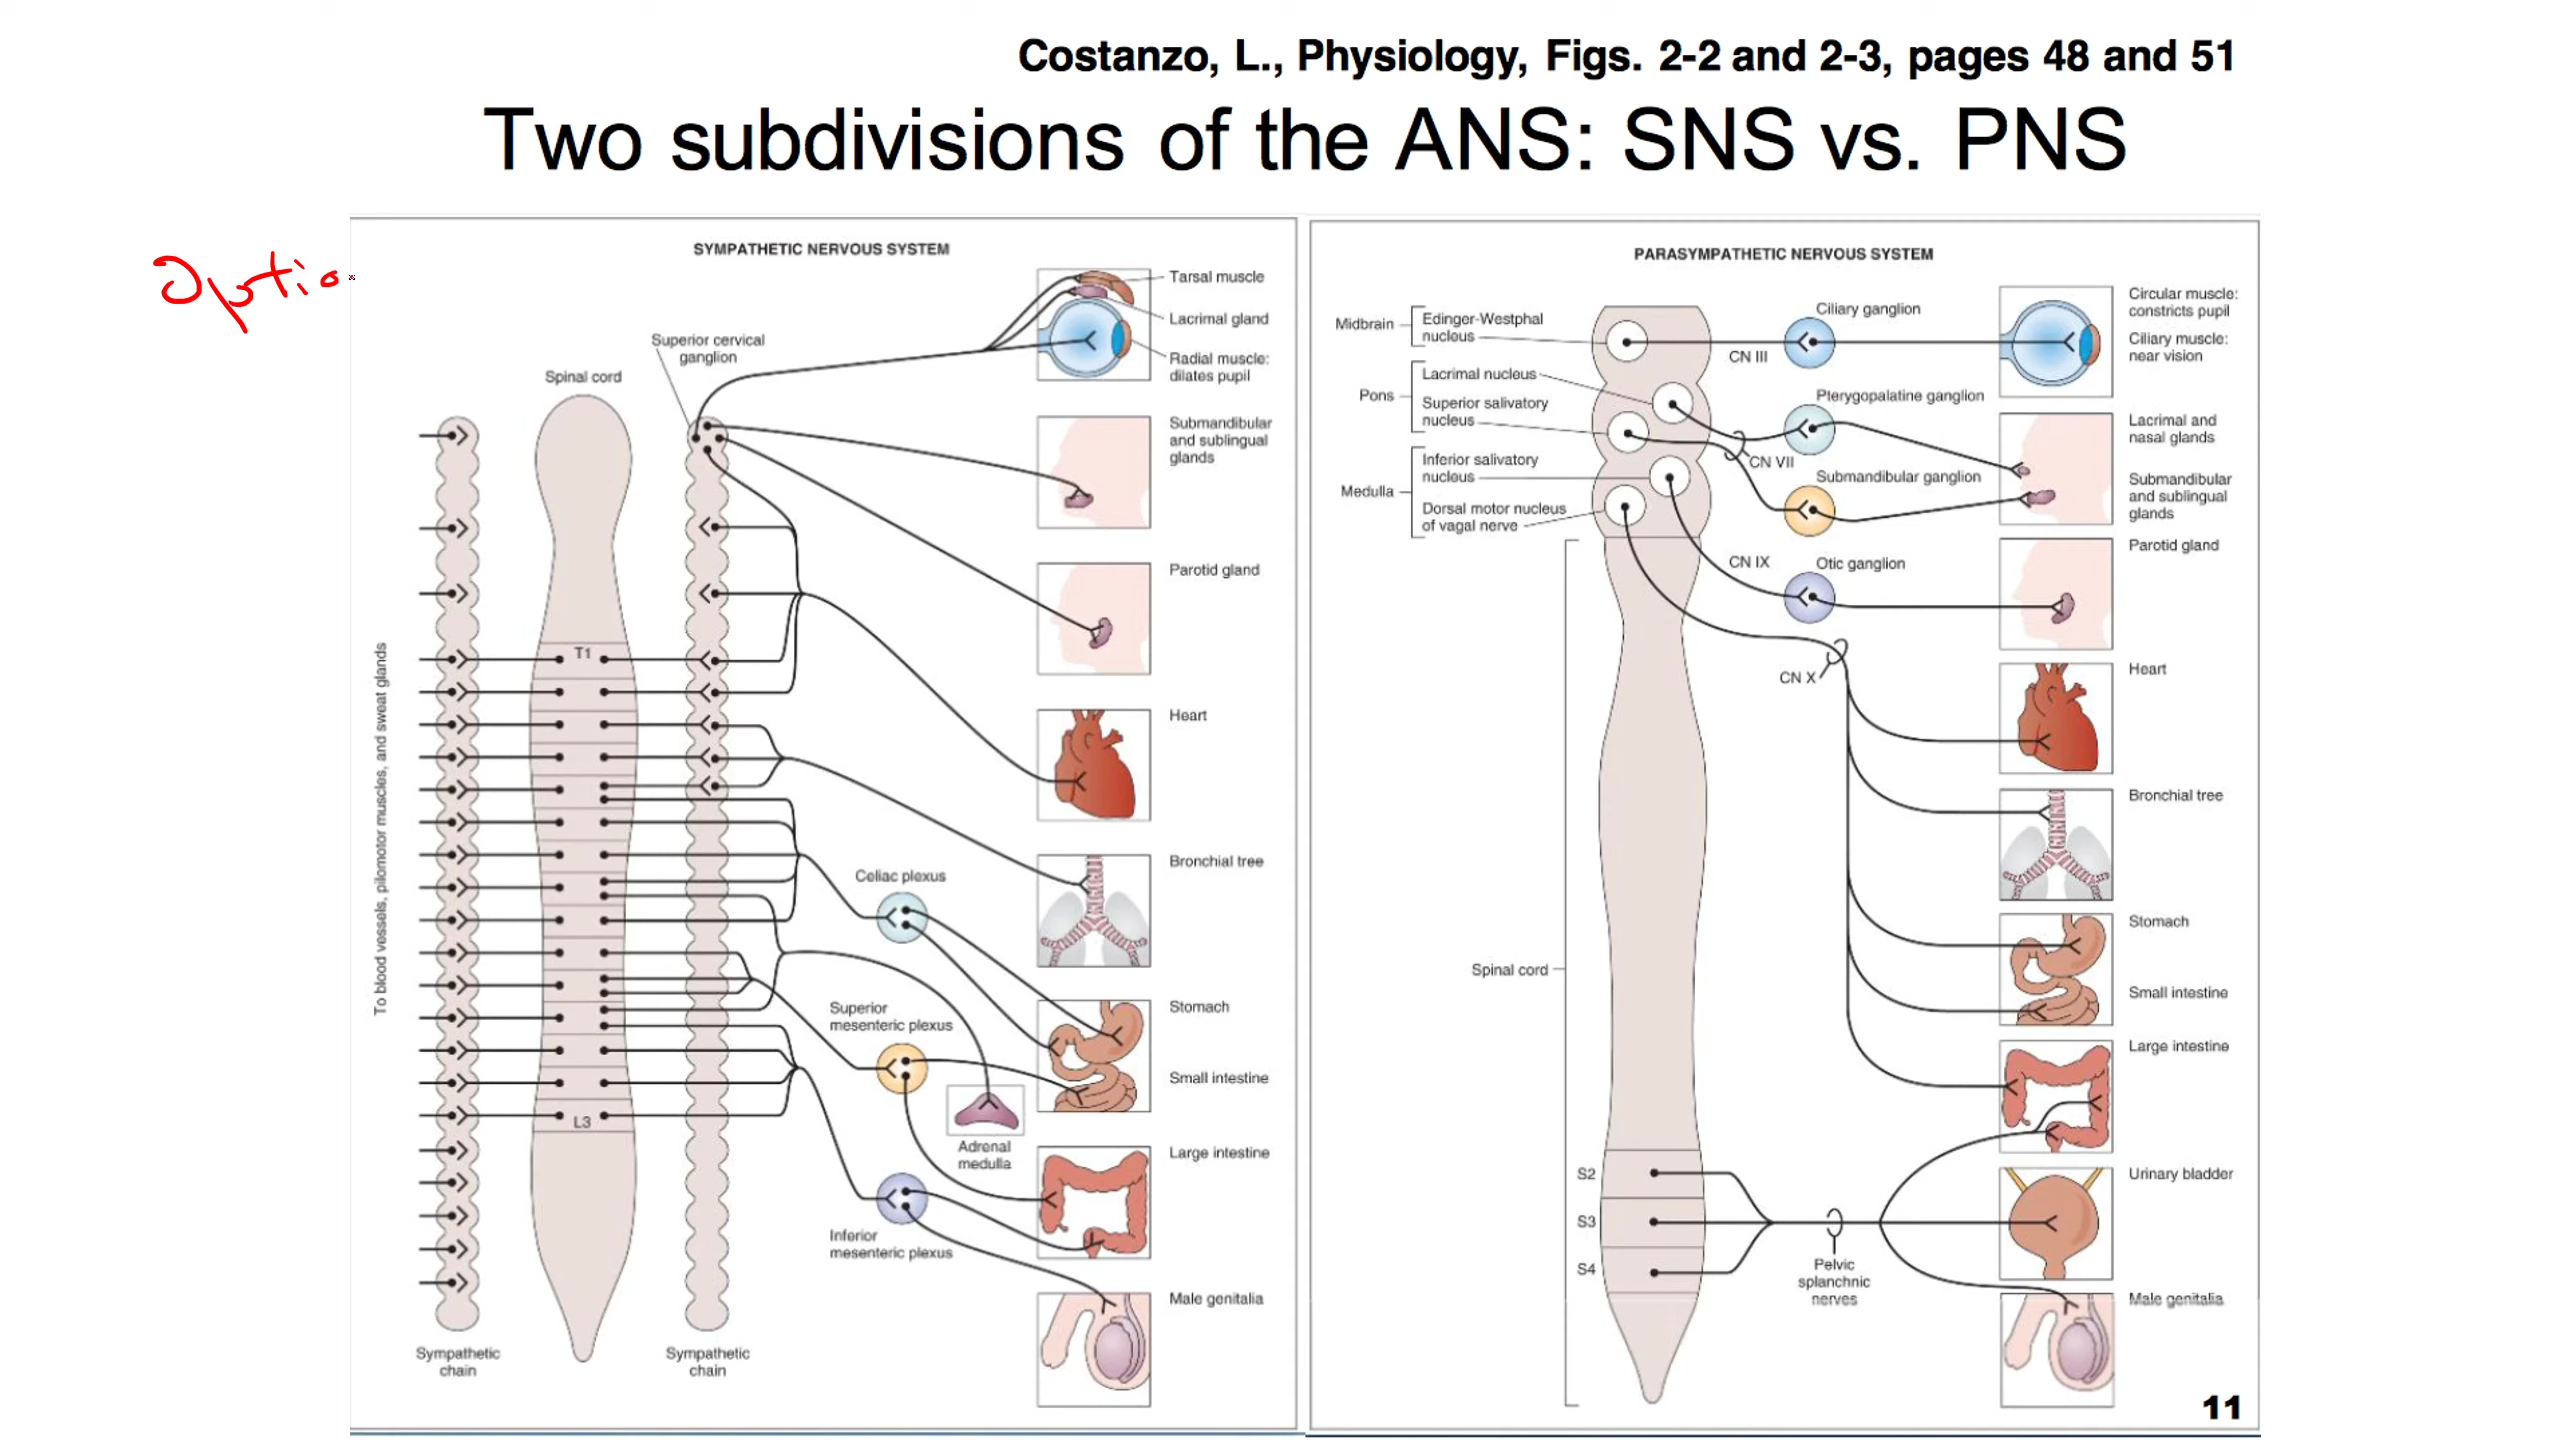 Costanzo, L., Physiology, Figs. 2-2 and 2-3, pages 48 and 51
Two subdivisions of the ANS: SNS vs. PNS
Optio
SYMPATHETIC NERVOUS SYSTEM
Tarsal muscle
Lacrimal gland
Radial muscle:
dilates pupil
Superior cervical
ganglion
Spinal cord
Submandibular
and sublingual
glands
Parotid gland
To blood vessels, pilomotor muscles, and sweat glands
T1
Heart
Bronchial tree
Celiac plexus
Stomach
Superior
mesenteric plexus
Small intestine
L3
Adrenal
medulla
Large intestine
Inferior
mesenteric plexus
Male genitalia
Sympathetic
chain
Sympathetic
chain
PARASYMPATHETIC NERVOUS SYSTEM
Midbrain
Edinger-Westphal
nucleus
Ciliary ganglion
CN III
Circular muscle:
constricts pupil
Ciliary muscle:
near vision
Pons
Lacrimal nucleus
Superior salivatory
nucleus
Pterygopalatine ganglion
CN VII
Lacrimal and
nasal glands
Medulla
Inferior salivatory
nucleus
Dorsal motor nucleus
of vagal nerve
Submandibular ganglion
Submandibular
and sublingual
glands
CN IX
Otic ganglion
Parotid gland
CN X
Heart
Bronchial tree
Stomach
Spinal cord
Small intestine
Large intestine
S2
S3
S4
Pelvic
splanchnic
nerves
Urinary bladder
Male genitalia
11